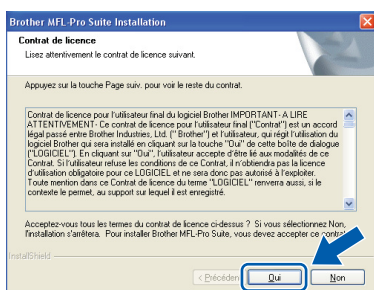 Brother MFL-Pro Suite Installation
Contrat de licence
Lisez attentivement le contrat de licence suivant.
Appuyez sur la touche Page suiv. pour voir le reste du contrat.
Contrat de licence pour l'utilisateur final du logiciel Brother IMPORTANT- A LIRE
ATTENTIVEMENT- Ce contrat de licence pour l'utilisateur final ("Contrat") est un accord
légal passé entre Brother Industries, Ltd. (" Brother") et l'utilisateur, qui régit l'utilisation du
logiciel Brother qui sera installé en cliquant sur la touche "Oui" de cette boîte de dialogue
("LOGICIEL"). En cliquant sur "Oui", l'utilisateur accepte d'être lié aux modalités de ce
Contrat. Si l'utilisateur refuse les conditions de ce Contrat, il n'obtiendra pas la licence
d'utilisation obligatoire pour ce LOGICIEL et ne sera donc pas autorisé à l'exploiter.
Toute mention dans ce Contrat de licence du terme "LOGICIEL" renverra aussi, si le
contexte le permet, au support sur lequel il est enregistré.
Acceptez-vous tous les termes du contrat de licence ci-dessus ? Si vous sélectionnez Non,
l'installation s'arrêtera. Pour installer Brother MFL-Pro Suite, vous devez accepter ce contrat.
InstallShield
< Précéden
Oui
Non